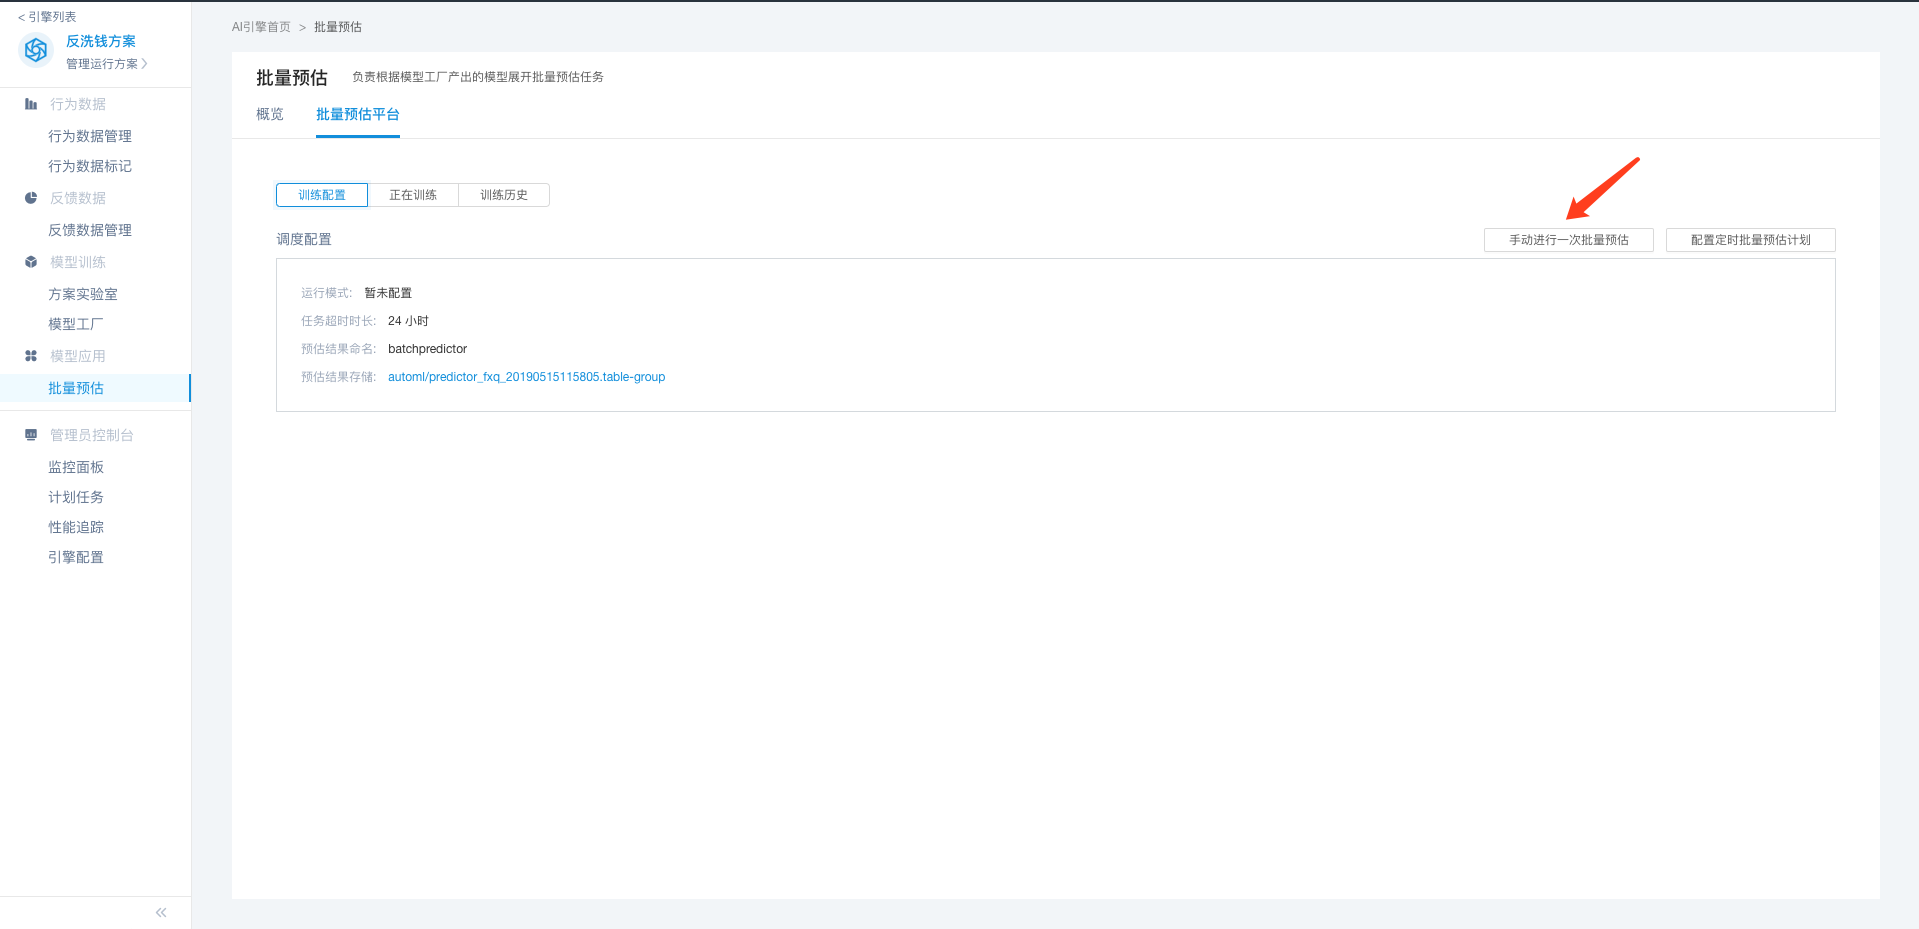 < 引擎列表
反洗钱方案
管理运行方案 >
行为数据
行为数据管理
行为数据标记
反馈数据
反馈数据管理
模型训练
方案实验室
模型工厂
模型应用
批量预估
管理员控制台
监控面板
计划任务
性能追踪
引擎配置
AI引擎首页 > 批量预估
批量预估 负责根据模型工厂产出的模型展开批量预估任务
概览 批量预估平台
训练配置 正在训练 训练历史
调度配置 手动进行一次批量预估 配置定时批量预估计划
运行模式: 暂未配置
任务超时时长: 24 小时
预估结果命名: batchpredictor
预估结果存储: automl/predictor_fxq_20190515115805.table-group